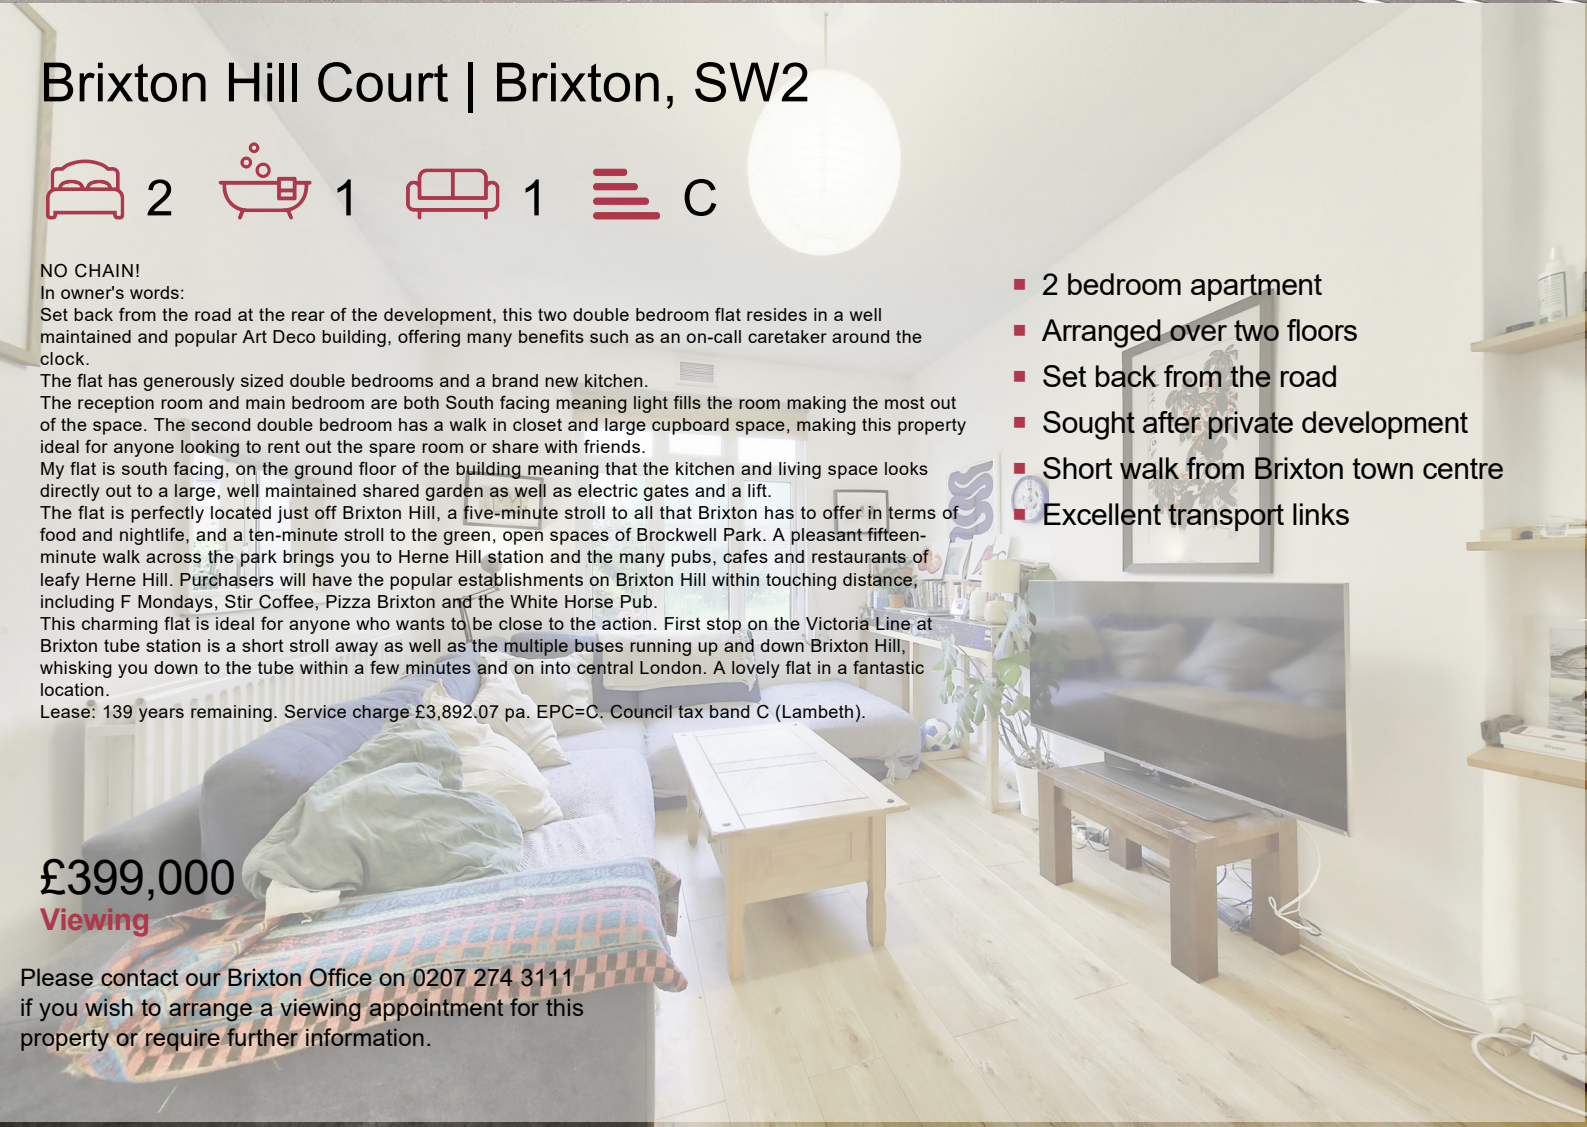 Brixton Hill Court | Brixton, SW2
2 1 1 C
NO CHAIN!
In owner's words:
Set back from the road at the rear of the development, this two double bedroom flat resides in a well
maintained and popular Art Deco building, offering many benefits such as an on-call caretaker around the
clock.
The flat has generously sized double bedrooms and a brand new kitchen.
The reception room and main bedroom are both South facing meaning light fills the room making the most out
of the space. The second double bedroom has a walk in closet and large cupboard space, making this property
ideal for anyone looking to rent out the spare room or share with friends.
My flat is south facing, on the ground floor of the building meaning that the kitchen and living space looks
directly out to a large, well maintained shared garden as well as electric gates and a lift.
The flat is perfectly located just off Brixton Hill, a five-minute stroll to all that Brixton has to offer in terms of
food and nightlife, and a ten-minute stroll to the green, open spaces of Brockwell Park. A pleasant fifteen-
minute walk across the park brings you to Herne Hill station and the many pubs, cafes and restaurants of
leafy Herne Hill. Purchasers will have the popular establishments on Brixton Hill within touching distance,
including F Mondays, Stir Coffee, Pizza Brixton and the White Horse Pub.
This charming flat is ideal for anyone who wants to be close to the action. First stop on the Victoria Line at
Brixton tube station is a short stroll away as well as the multiple buses running up and down Brixton Hill,
whisking you down to the tube within a few minutes and on into central London. A lovely flat in a fantastic
location.
Lease: 139 years remaining. Service charge £3,892.07 pa. EPC=C. Council tax band C (Lambeth).
2 bedroom apartment
Arranged over two floors
Set back from the road
Sought after private development
Short walk from Brixton town centre
Excellent transport links
£399,000
Viewing
Please contact our Brixton Office on 0207 274 3111
if you wish to arrange a viewing appointment for this
property or require further information.